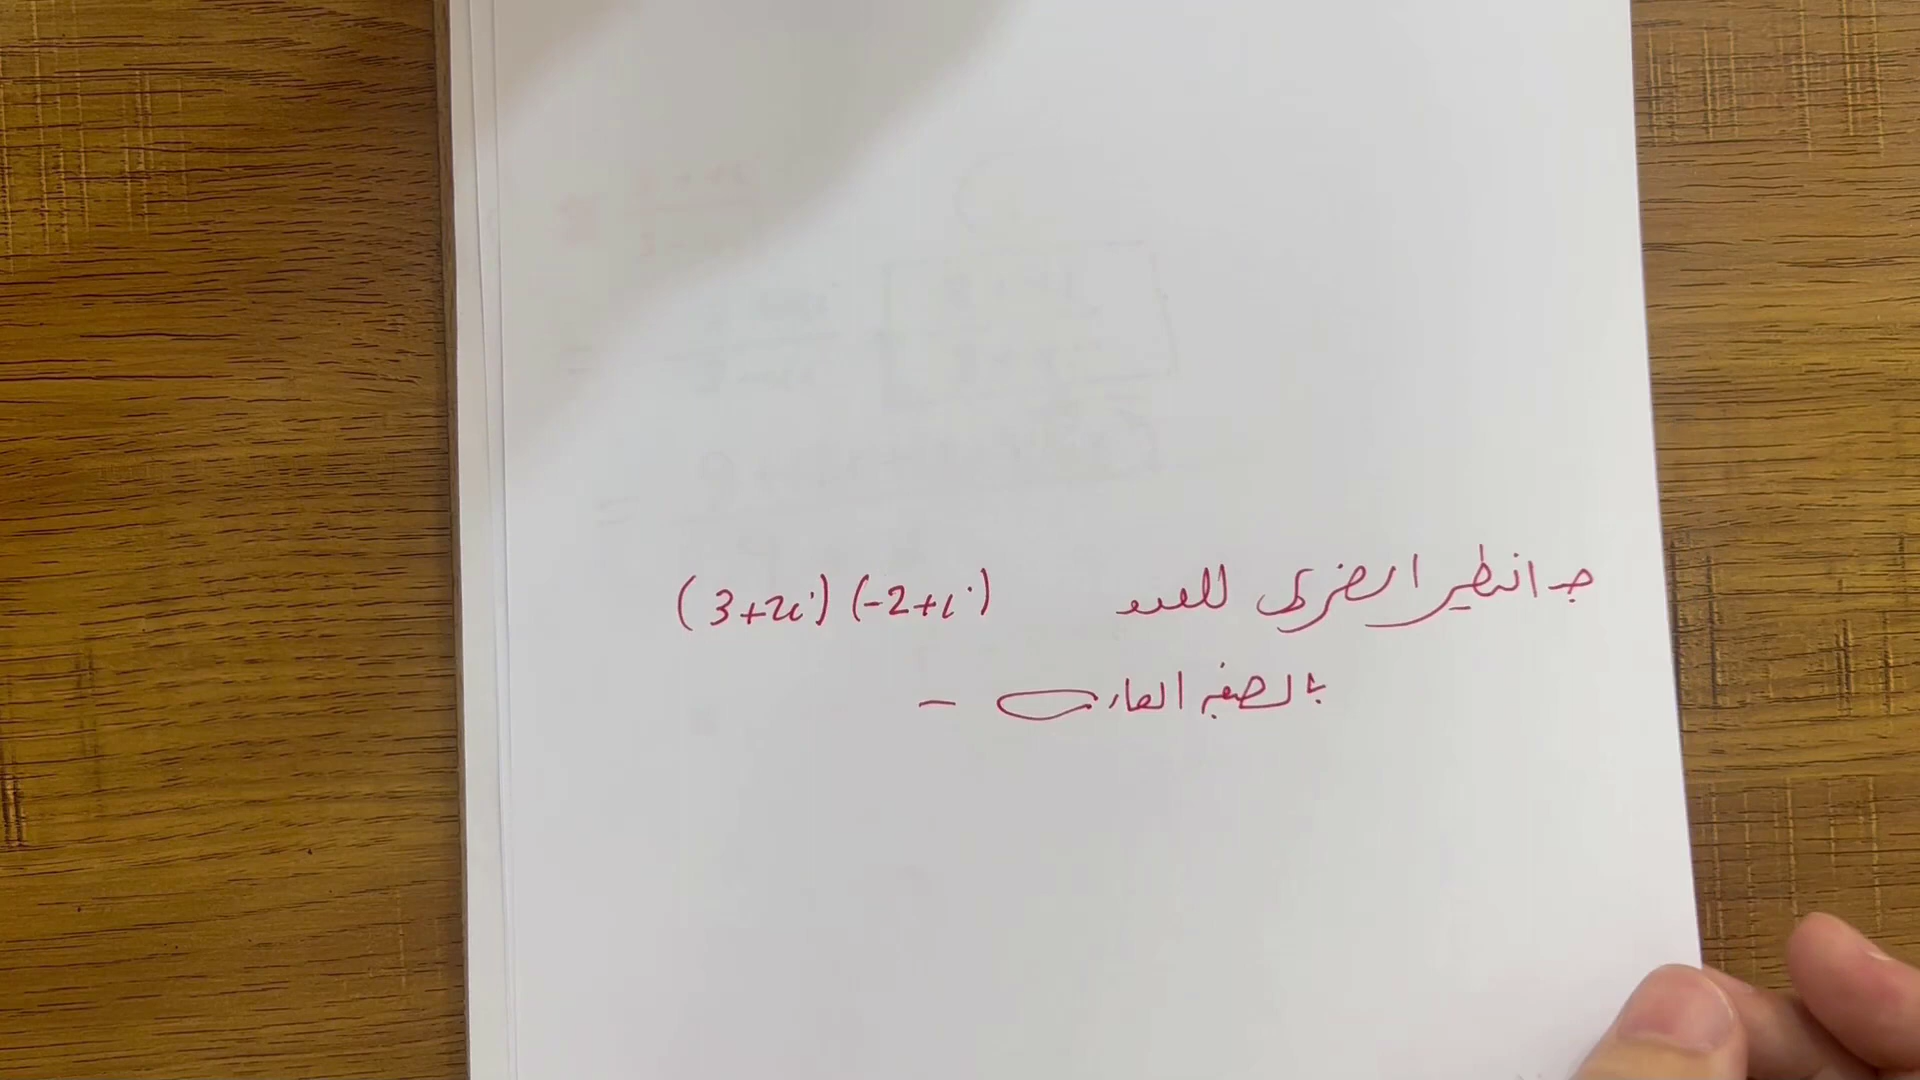 جد النظير الضربي للعدد (3+2i)(-2+i)
بالصيغة العادية -